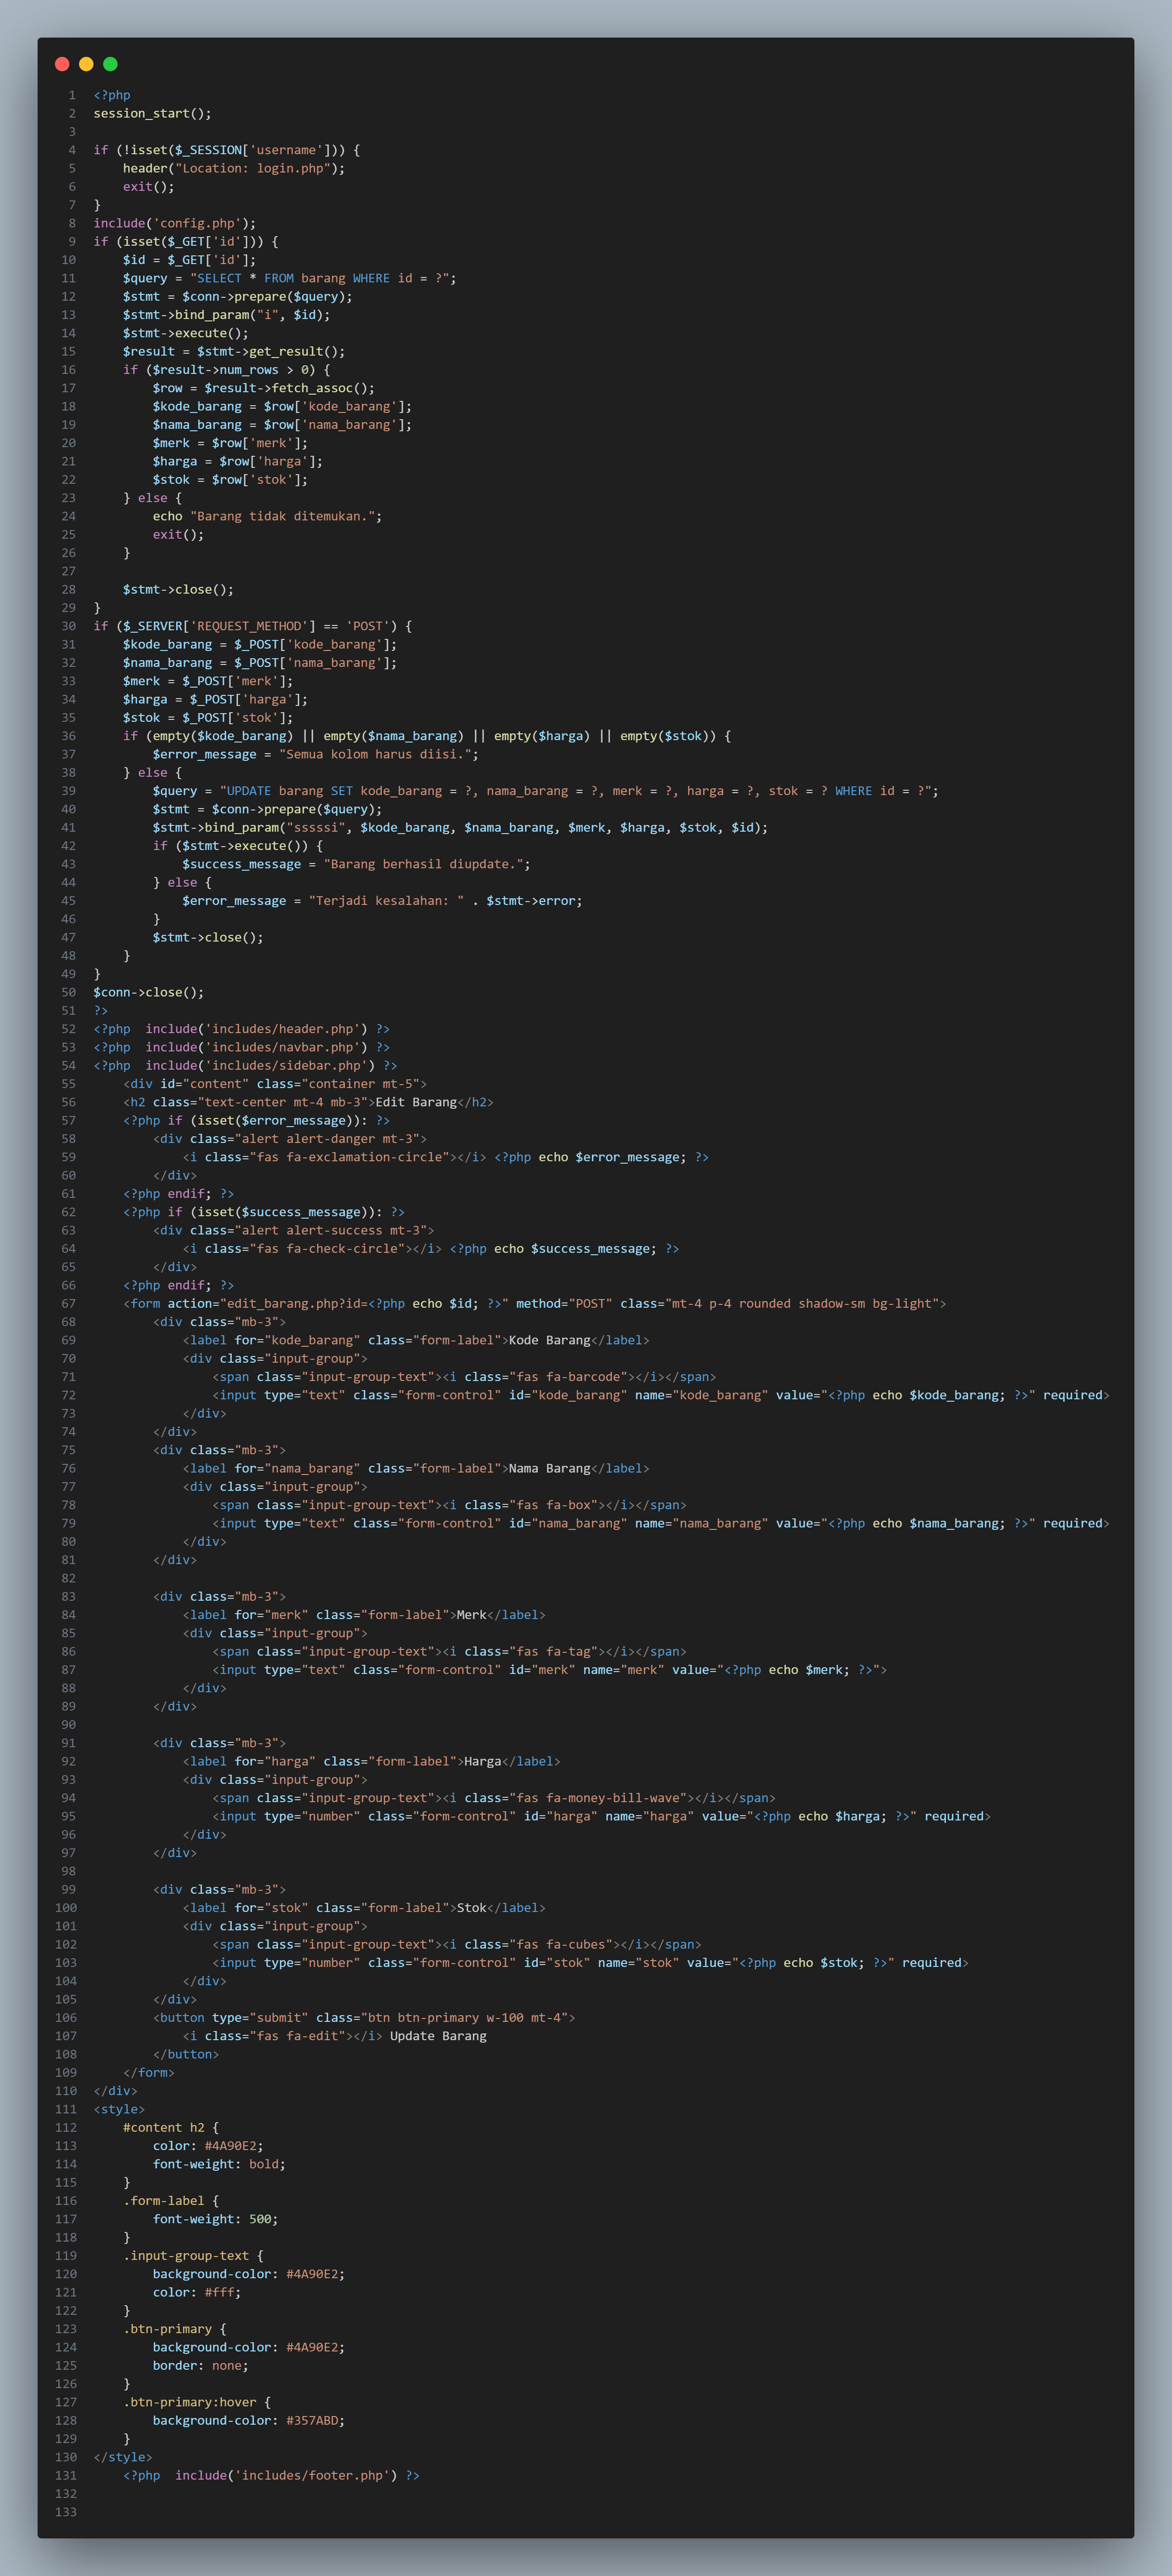 1 <?php
2 session_start();
3
4 if (!isset($_SESSION['username'])) {
5     header("Location: login.php");
6     exit();
7 }
8 include('config.php');
9 if (isset($_GET['id'])) {
10     $id = $_GET['id'];
11     $query = "SELECT * FROM barang WHERE id = ?";
12     $stmt = $conn->prepare($query);
13     $stmt->bind_param("i", $id);
14     $stmt->execute();
15     $result = $stmt->get_result();
16     if ($result->num_rows > 0) {
17         $row = $result->fetch_assoc();
18         $kode_barang = $row['kode_barang'];
19         $nama_barang = $row['nama_barang'];
20         $merk = $row['merk'];
21         $harga = $row['harga'];
22         $stok = $row['stok'];
23     } else {
24         echo "Barang tidak ditemukan.";
25         exit();
26     }
27
28     $stmt->close();
29 }
30 if ($_SERVER['REQUEST_METHOD'] == 'POST') {
31     $kode_barang = $_POST['kode_barang'];
32     $nama_barang = $_POST['nama_barang'];
33     $merk = $_POST['merk'];
34     $harga = $_POST['harga'];
35     $stok = $_POST['stok'];
36     if (empty($kode_barang) || empty($nama_barang) || empty($harga) || empty($stok)) {
37         $error_message = "Semua kolom harus diisi.";
38     } else {
39         $query = "UPDATE barang SET kode_barang = ?, nama_barang = ?, merk = ?, harga = ?, stok = ? WHERE id = ?";
40         $stmt = $conn->prepare($query);
41         $stmt->bind_param("sssssi", $kode_barang, $nama_barang, $merk, $harga, $stok, $id);
42         if ($stmt->execute()) {
43             $success_message = "Barang berhasil diupdate.";
44         } else {
45             $error_message = "Terjadi kesalahan: " . $stmt->error;
46         }
47         $stmt->close();
48     }
49 }
50 $conn->close();
51 ?>
52 <?php  include('includes/header.php') ?>
53 <?php  include('includes/navbar.php') ?>
54 <?php  include('includes/sidebar.php') ?>
55     <div id="content" class="container mt-5">
56     <h2 class="text-center mt-4 mb-3">Edit Barang</h2>
57     <?php if (isset($error_message)): ?>
58         <div class="alert alert-danger mt-3">
59             <i class="fas fa-exclamation-circle"></i> <?php echo $error_message; ?>
60         </div>
61     <?php endif; ?>
62     <?php if (isset($success_message)): ?>
63         <div class="alert alert-success mt-3">
64             <i class="fas fa-check-circle"></i> <?php echo $success_message; ?>
65         </div>
66     <?php endif; ?>
67     <form action="edit_barang.php?id=<?php echo $id; ?>" method="POST" class="mt-4 p-4 rounded shadow-sm bg-light">
68         <div class="mb-3">
69             <label for="kode_barang" class="form-label">Kode Barang</label>
70             <div class="input-group">
71                 <span class="input-group-text"><i class="fas fa-barcode"></i></span>
72                 <input type="text" class="form-control" id="kode_barang" name="kode_barang" value="<?php echo $kode_barang; ?>" required>
73             </div>
74         </div>
75         <div class="mb-3">
76             <label for="nama_barang" class="form-label">Nama Barang</label>
77             <div class="input-group">
78                 <span class="input-group-text"><i class="fas fa-box"></i></span>
79                 <input type="text" class="form-control" id="nama_barang" name="nama_barang" value="<?php echo $nama_barang; ?>" required>
80             </div>
81         </div>
82
83         <div class="mb-3">
84             <label for="merk" class="form-label">Merk</label>
85             <div class="input-group">
86                 <span class="input-group-text"><i class="fas fa-tag"></i></span>
87                 <input type="text" class="form-control" id="merk" name="merk" value="<?php echo $merk; ?>">
88             </div>
89         </div>
90
91         <div class="mb-3">
92             <label for="harga" class="form-label">Harga</label>
93             <div class="input-group">
94                 <span class="input-group-text"><i class="fas fa-money-bill-wave"></i></span>
95                 <input type="number" class="form-control" id="harga" name="harga" value="<?php echo $harga; ?>" required>
96             </div>
97         </div>
98
99         <div class="mb-3">
100             <label for="stok" class="form-label">Stok</label>
101             <div class="input-group">
102                 <span class="input-group-text"><i class="fas fa-cubes"></i></span>
103                 <input type="number" class="form-control" id="stok" name="stok" value="<?php echo $stok; ?>" required>
104             </div>
105         </div>
106         <button type="submit" class="btn btn-primary w-100 mt-4">
107             <i class="fas fa-edit"></i> Update Barang
108         </button>
109     </form>
110 </div>
111 <style>
112     #content h2 {
113         color: #4A90E2;
114         font-weight: bold;
115     }
116     .form-label {
117         font-weight: 500;
118     }
119     .input-group-text {
120         background-color: #4A90E2;
121         color: #fff;
122     }
123     .btn-primary {
124         background-color: #4A90E2;
125         border: none;
126     }
127     .btn-primary:hover {
128         background-color: #357ABD;
129     }
130 </style>
131     <?php  include('includes/footer.php') ?>
132
133